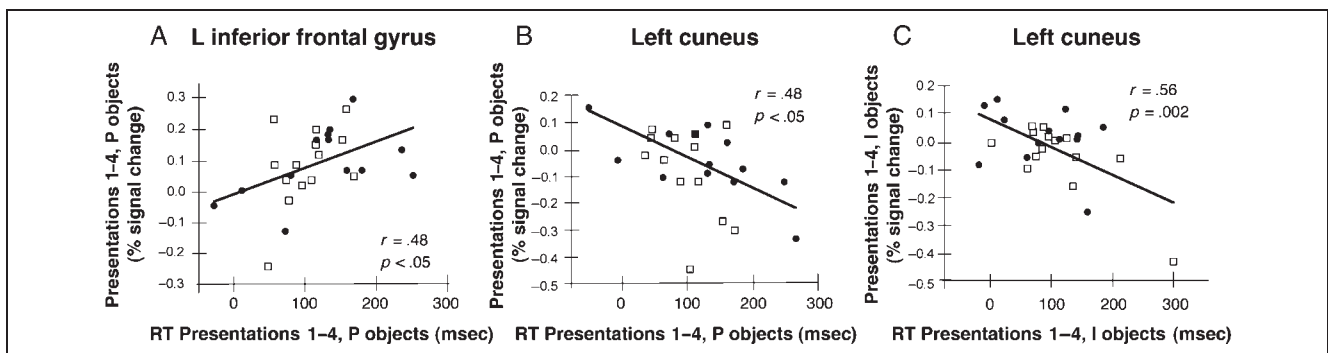 A L inferior frontal gyrus
Presentations 1–4, P objects
(% signal change)
0.3
0.2
0.1
0.0
−0.1
−0.2
−0.3
r = .48
p < .05
0 100 200 300
RT Presentations 1–4, P objects (msec)
B Left cuneus
Presentations 1–4, P objects
(% signal change)
0.2
0.1
0.0
−0.1
−0.2
−0.3
−0.4
−0.5
r = .48
p < .05
0 100 200 300
RT Presentations 1–4, P objects (msec)
C Left cuneus
Presentations 1–4, I objects
(% signal change)
0.2
0.1
0.0
−0.1
−0.2
−0.3
−0.4
−0.5
r = .56
p = .002
0 100 200 300
RT Presentations 1–4, I objects (msec)